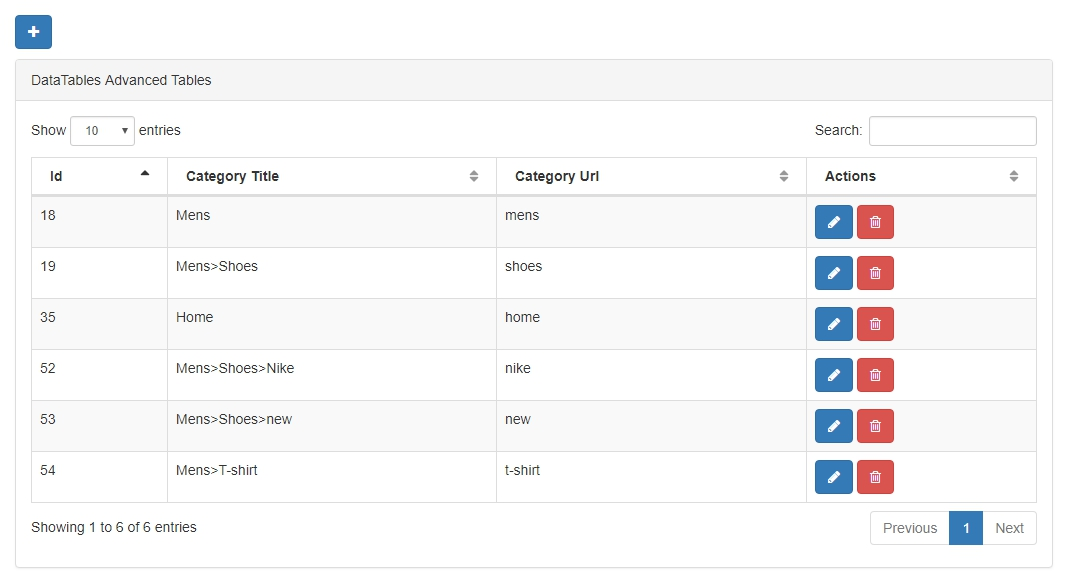 DataTables Advanced Tables
Show 10 entries Search:
Id Category Title Category Url Actions
18 Mens mens
19 Mens>Shoes shoes
35 Home home
52 Mens>Shoes>Nike nike
53 Mens>Shoes>new new
54 Mens>T-shirt t-shirt
Showing 1 to 6 of 6 entries Previous 1 Next